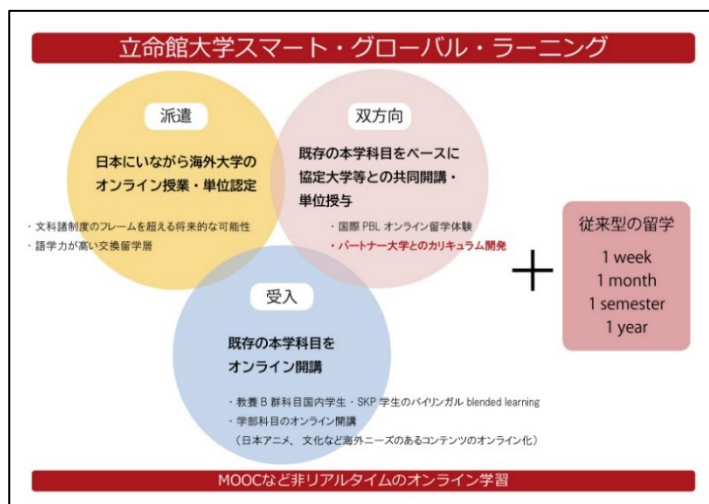 立命館大学スマート・グローバル・ラーニング
派遣
日本にいながら海外大学の
オンライン授業・単位認定
・文科諸制度のフレームを超える将来的な可能性
・語学力が高い交換留学層
双方向
既存の本学科目をベースに
協定大学等との共同開講・
単位授与
・国際 PBL オンライン留学体験
・パートナー大学とのカリキュラム開発
受入
既存の本学科目を
オンライン開講
・教養 B 群科目国内学生・SKP 学生のバイリンガル blended learning
・学部科目のオンライン開講
（日本アニメ、文化など海外ニーズのあるコンテンツのオンライン化）
+
従来型の留学
1 week
1 month
1 semester
1 year
MOOCなど非リアルタイムのオンライン学習